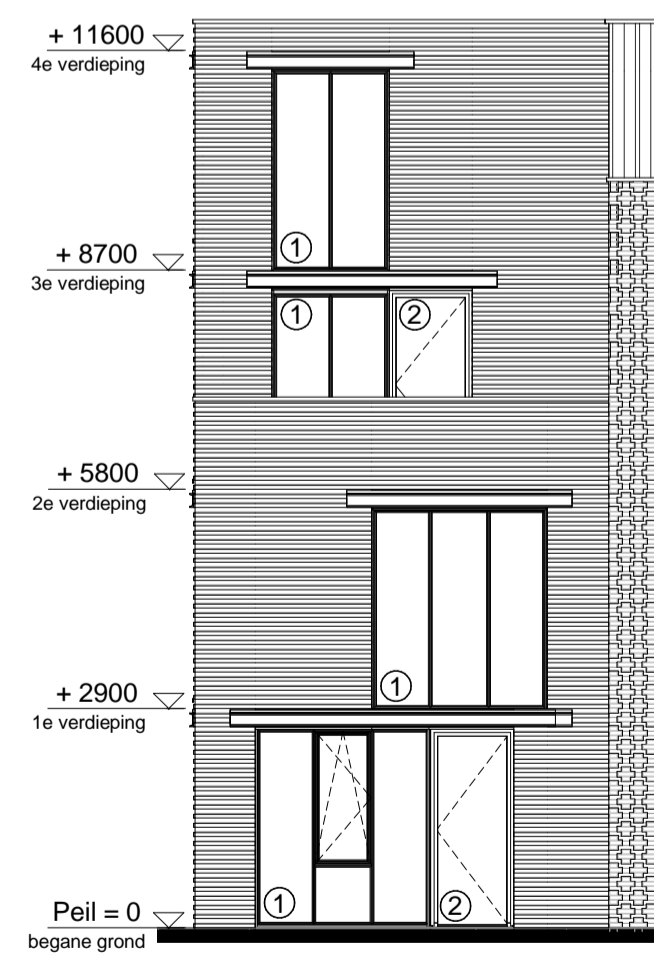 + 11600
4e verdieping
1
+ 8700
3e verdieping
1 2
+ 5800
2e verdieping
1
+ 2900
1e verdieping
1 2
Peil = 0
begane grond